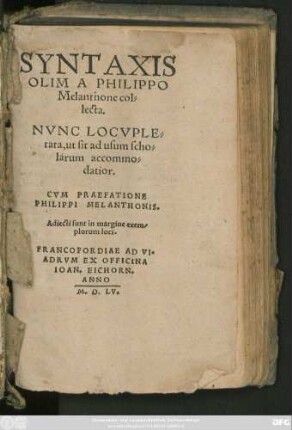 SYNTAXIS
OLIM A PHILIPPO
Melanthone col⸗
lecta.
NVNC LOCVPLE⸗
tata, ut sit ad usum scho⸗
larum accommo⸗
datior.
CVM PRAEFATIONE
PHILIPPI MELANTHONIS.
Adiecti sunt in margine exem⸗
plorum loci.
FRANCOFORDIAE AD VI⸗
ADRVM EX OFFICINA
IOAN. EICHORN.
ANNO
M. D. LV.
DFG